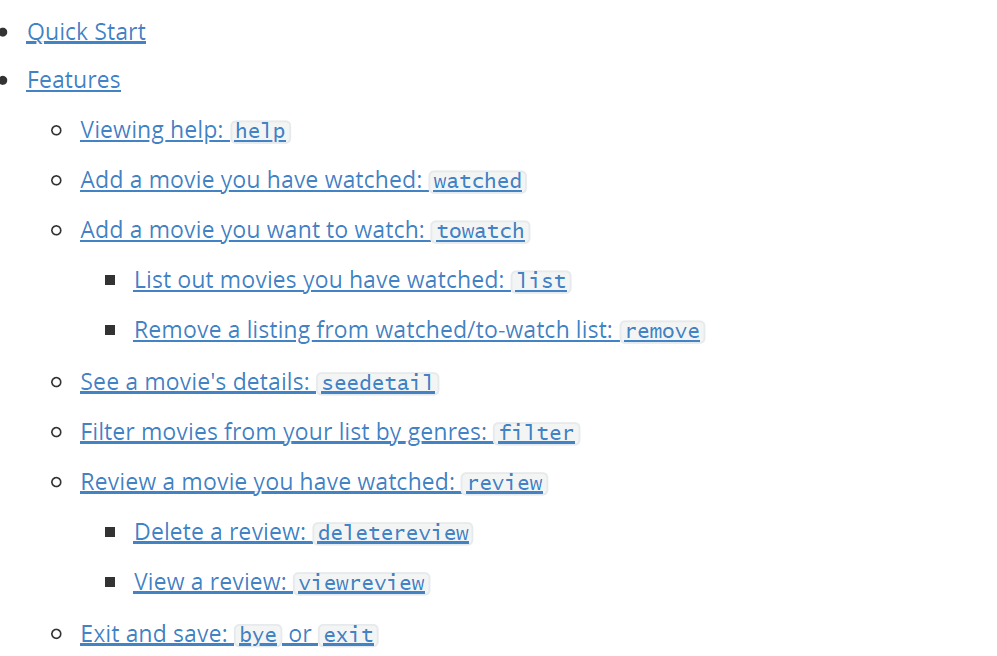 Quick Start
Features
Viewing help: help
Add a movie you have watched: watched
Add a movie you want to watch: towatch
List out movies you have watched: list
Remove a listing from watched/to-watch list: remove
See a movie's details: seedetail
Filter movies from your list by genres: filter
Review a movie you have watched: review
Delete a review: deletereview
View a review: viewreview
Exit and save: bye or exit